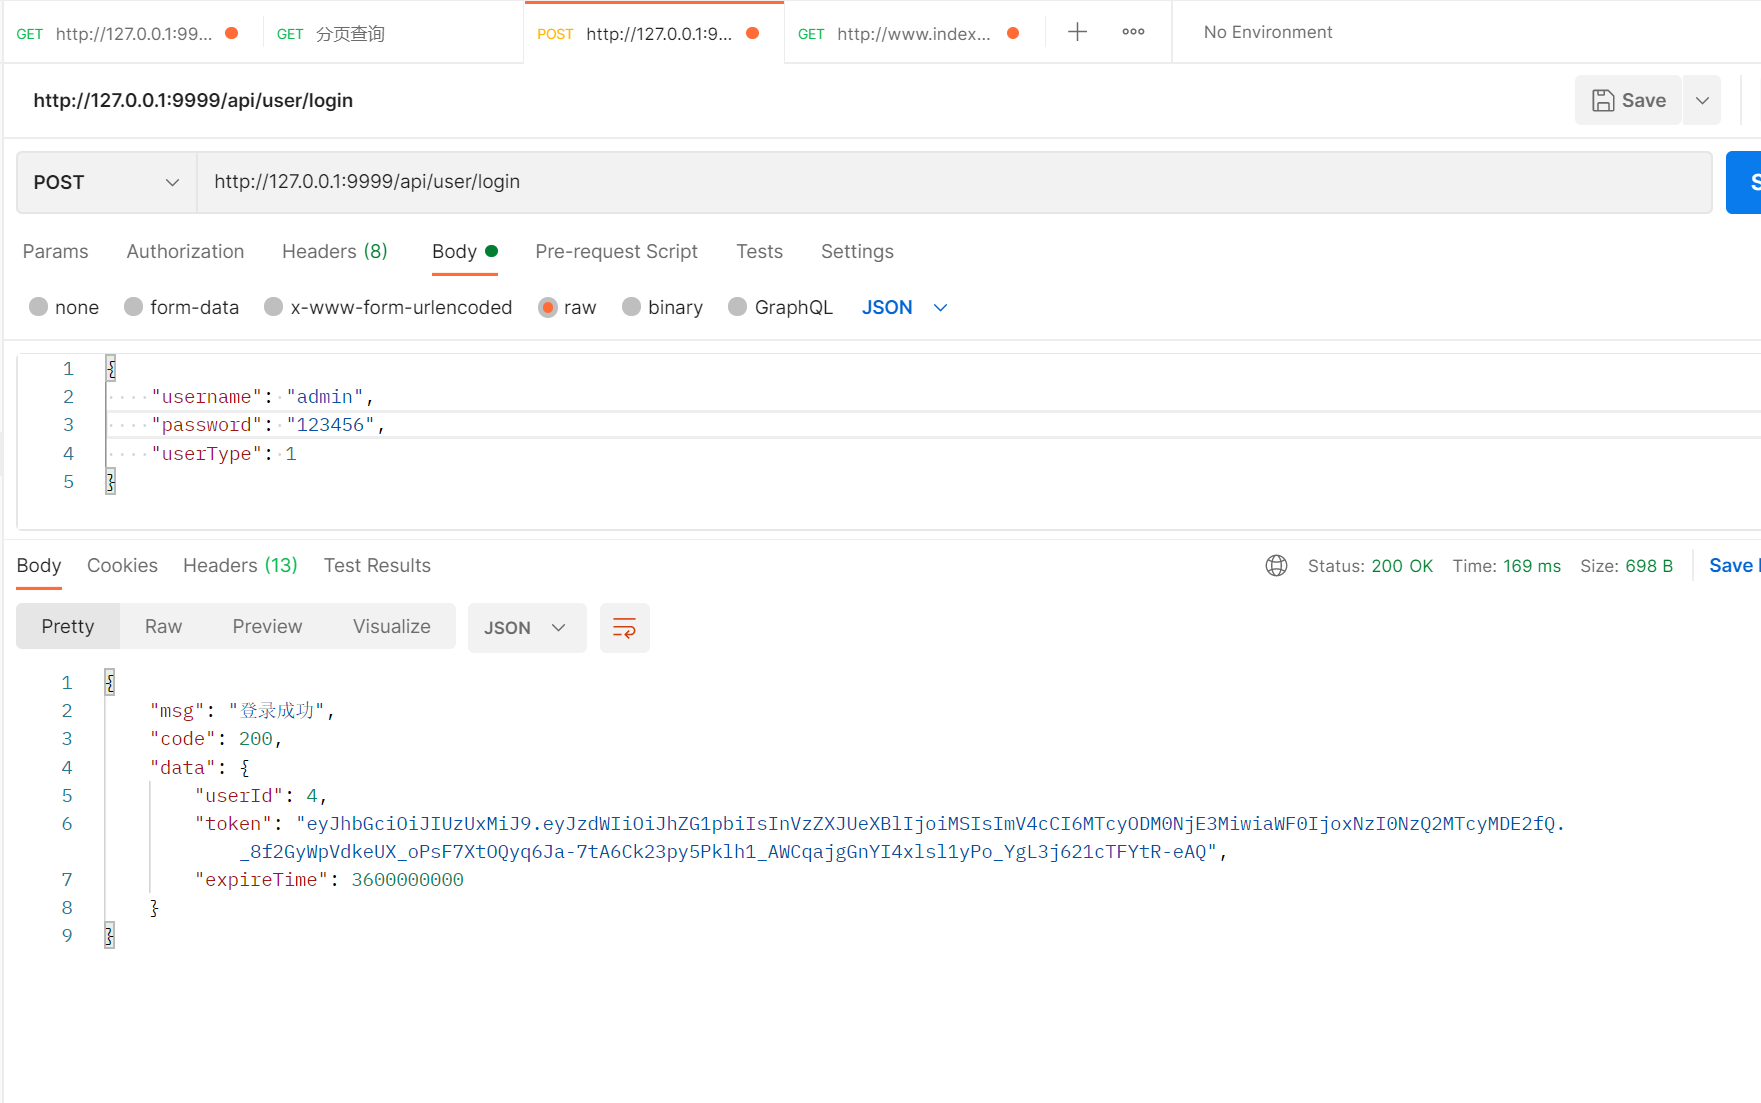 GET http://127.0.0.1:99... GET 分页查询 POST http://127.0.0.1:9... GET http://www.index... No Environment
http://127.0.0.1:9999/api/user/login Save
POST http://127.0.0.1:9999/api/user/login
Params Authorization Headers (8) Body Pre-request Script Tests Settings
none form-data x-www-form-urlencoded raw binary GraphQL JSON
1 {
2 "username": "admin",
3 "password": "123456",
4 "userType": 1
5 }
Body Cookies Headers (13) Test Results Status: 200 OK Time: 169 ms Size: 698 B Save
Pretty Raw Preview Visualize JSON
1 {
2 "msg": "登录成功",
3 "code": 200,
4 "data": {
5 "userId": 4,
6 "token": "eyJhbGciOiJIUzUxMiJ9.eyJzdWIiOiJhZG1pbiIsInVzZXJUeXBlIjoiMSIsImV4cCI6MTcyODM0NjE3MiwiaWF0IjoxNzI0NzQ2MTcyMDE2fQ.
_8f2GyWpVdkeUX_oPsF7XtOQyq6Ja-7tA6Ck23py5Pklh1_AWCqajgGnYI4xlsl1yPo_YgL3j621cTFYtR-eAQ",
7 "expireTime": 3600000000
8 }
9 }